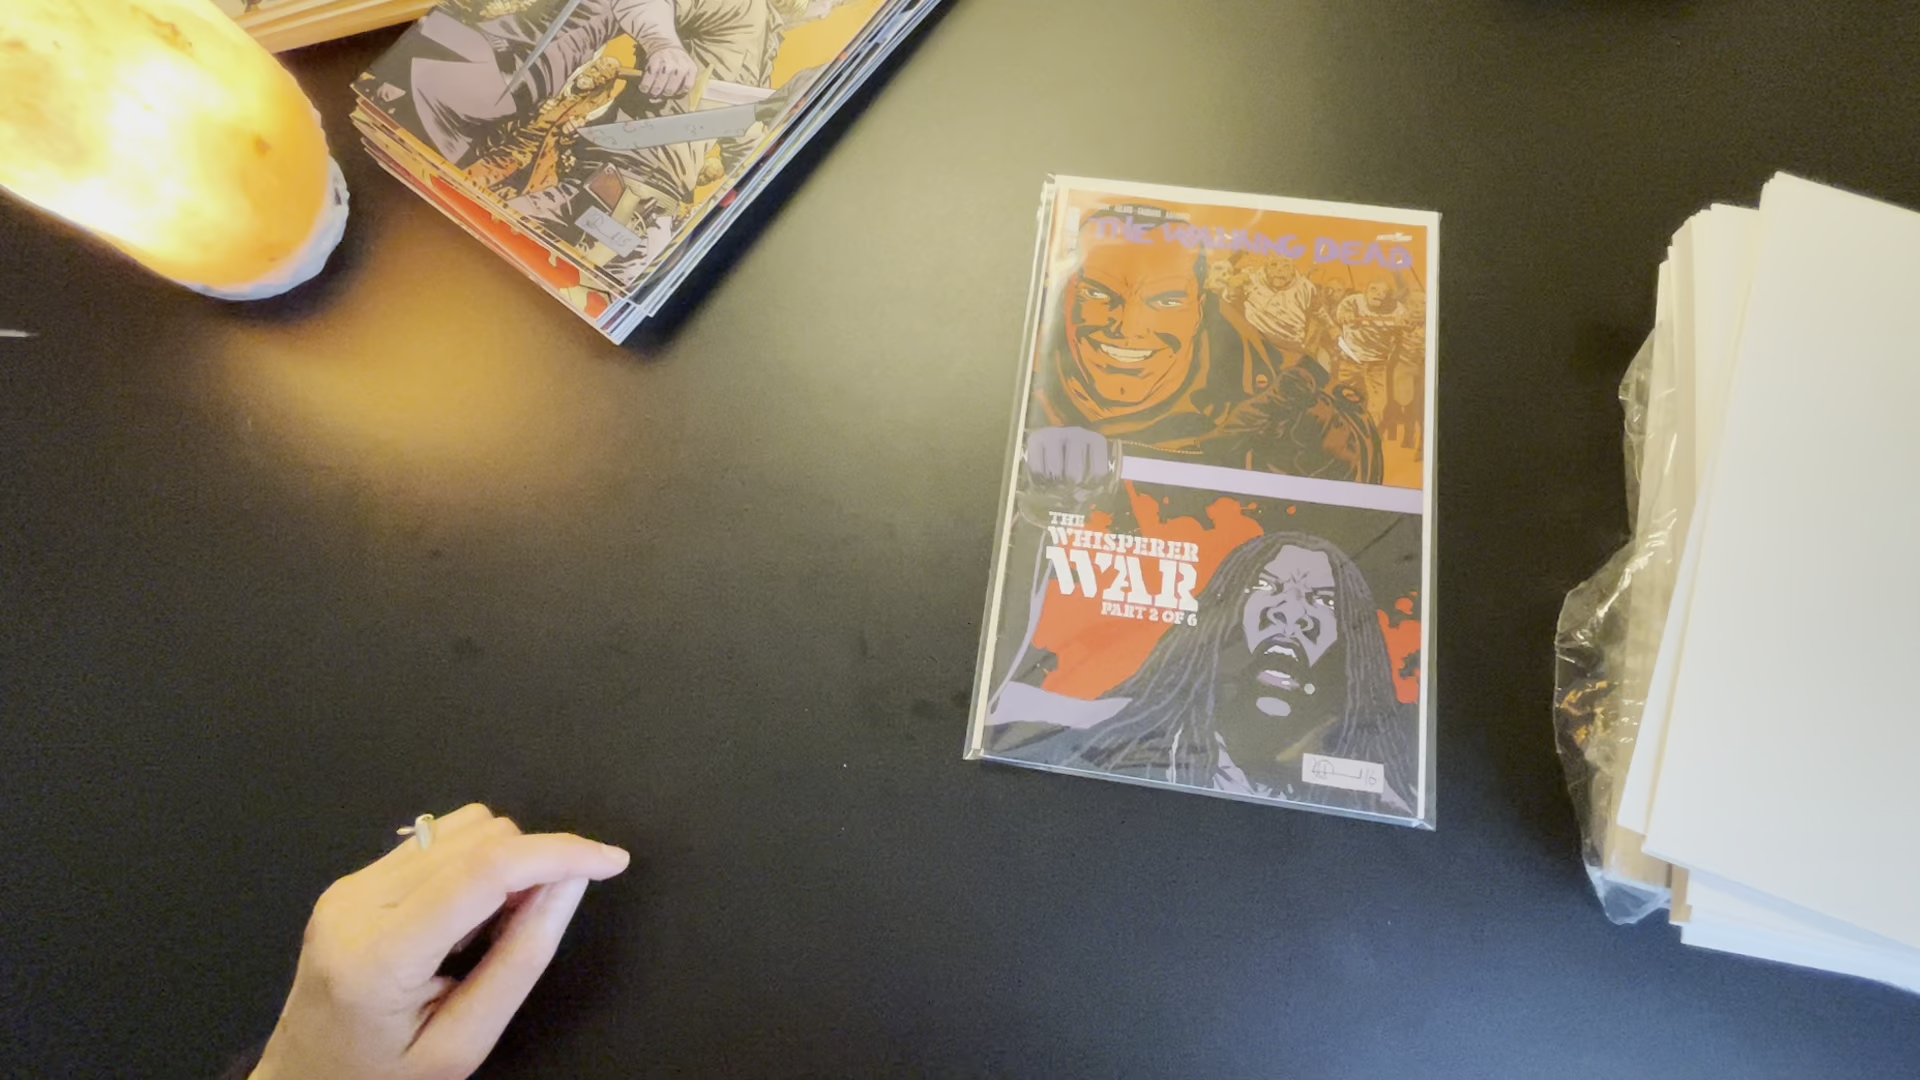 THE WALKING DEAD
THE
WHISPERER
WAR
PART 2 OF 6